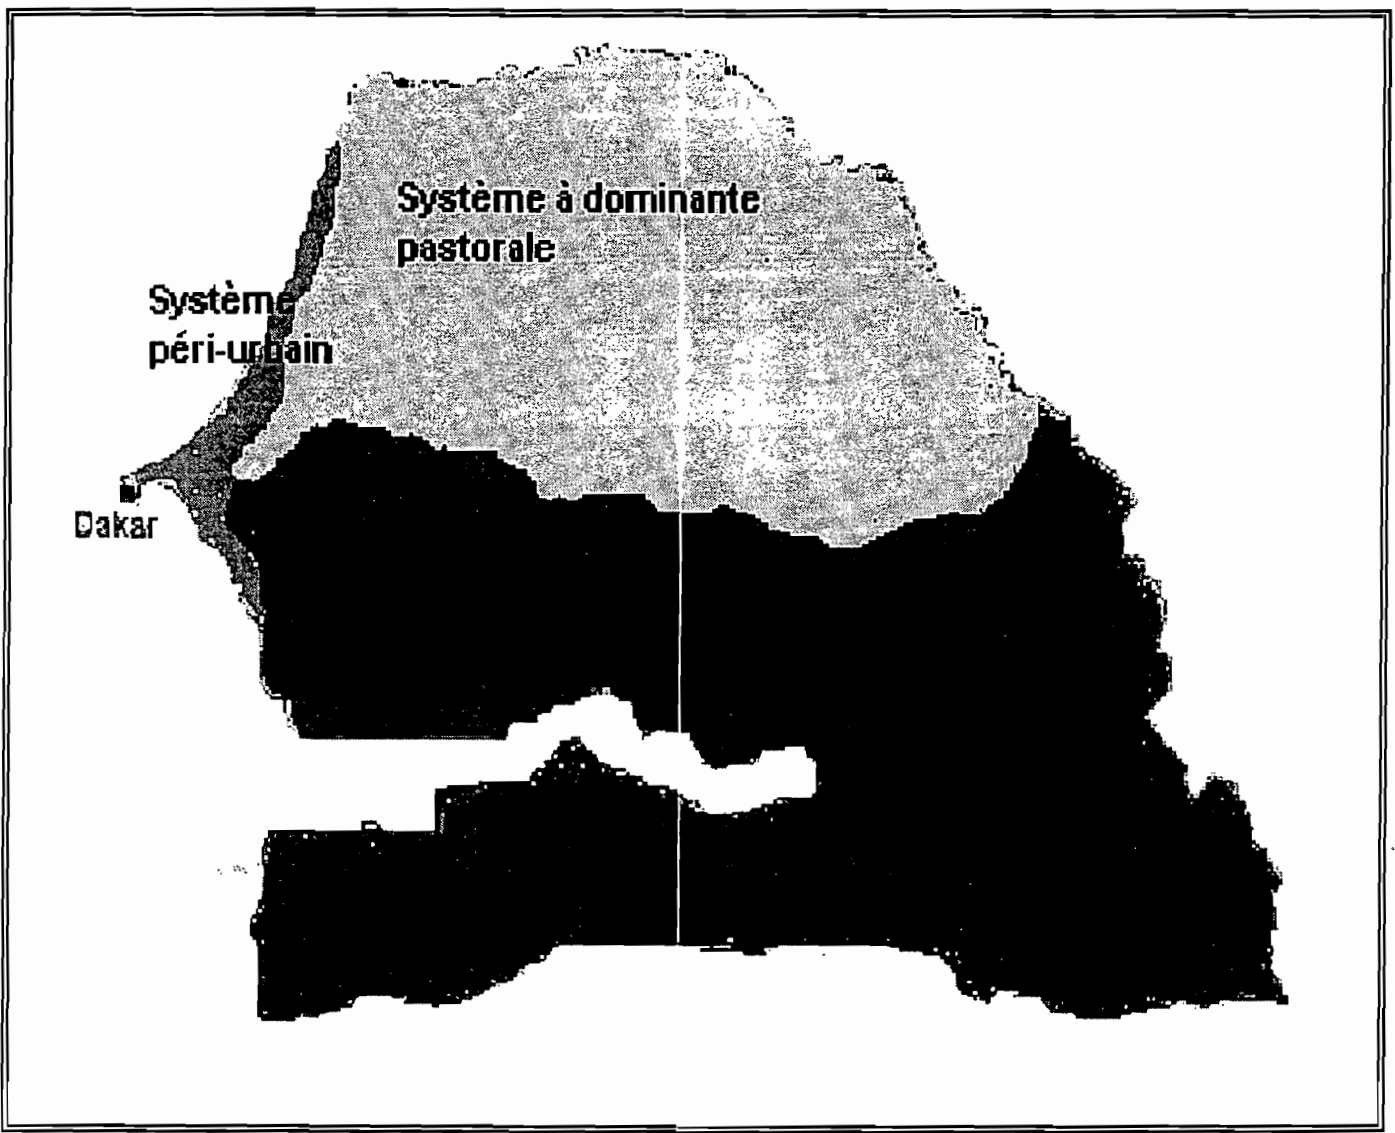 Système à dominante
pastorale
Système
péri-urbain
Dakar